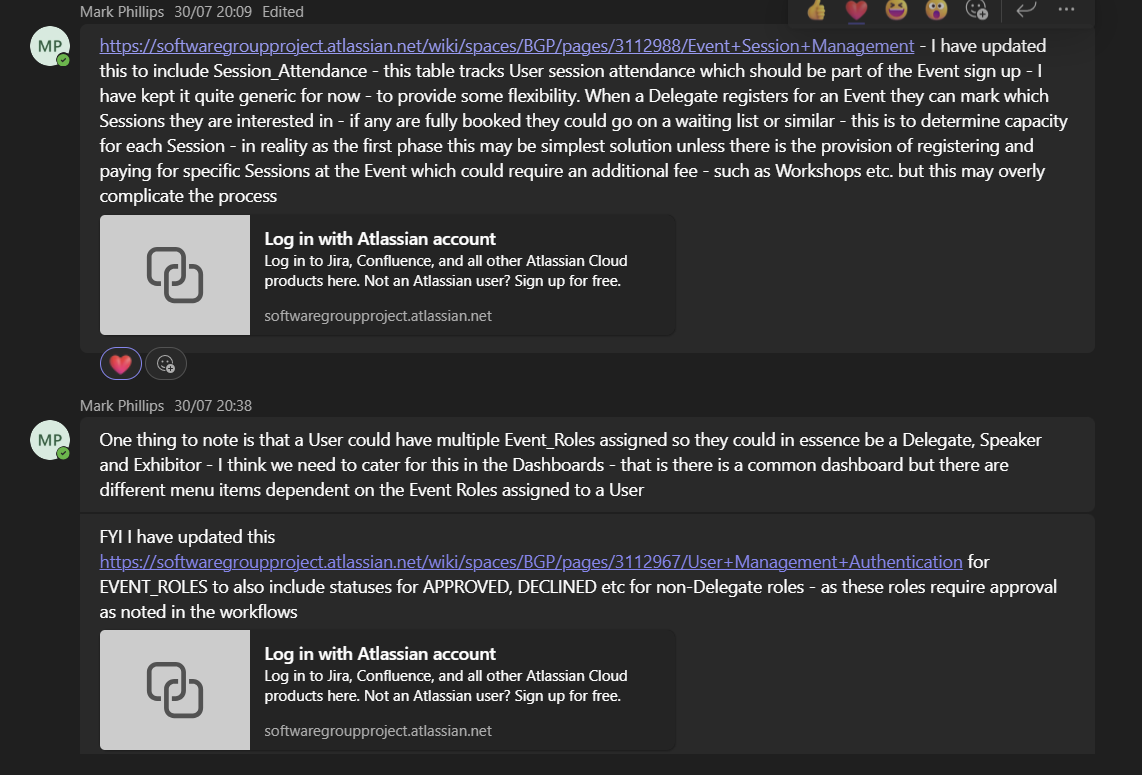 Mark Phillips 30/07 20:09 Edited
MP
https://softwaregroupproject.atlassian.net/wiki/spaces/BGP/pages/3112988/Event+Session+Management - I have updated
this to include Session_Attendance - this table tracks User session attendance which should be part of the Event sign up - I
have kept it quite generic for now - to provide some flexibility. When a Delegate registers for an Event they can mark which
Sessions they are interested in - if any are fully booked they could go on a waiting list or similar - this is to determine capacity
for each Session - in reality as the first phase this may be simplest solution unless there is the provision of registering and
paying for specific Sessions at the Event which could require an additional fee - such as Workshops etc. but this may overly
complicate the process
Log in with Atlassian account
Log in to Jira, Confluence, and all other Atlassian Cloud
products here. Not an Atlassian user? Sign up for free.
softwaregroupproject.atlassian.net
Mark Phillips 30/07 20:38
MP
One thing to note is that a User could have multiple Event_Roles assigned so they could in essence be a Delegate, Speaker
and Exhibitor - I think we need to cater for this in the Dashboards - that is there is a common dashboard but there are
different menu items dependent on the Event Roles assigned to a User
FYI I have updated this
https://softwaregroupproject.atlassian.net/wiki/spaces/BGP/pages/3112967/User+Management+Authentication for
EVENT_ROLES to also include statuses for APPROVED, DECLINED etc for non-Delegate roles - as these roles require approval
as noted in the workflows
Log in with Atlassian account
Log in to Jira, Confluence, and all other Atlassian Cloud
products here. Not an Atlassian user? Sign up for free.
softwaregroupproject.atlassian.net